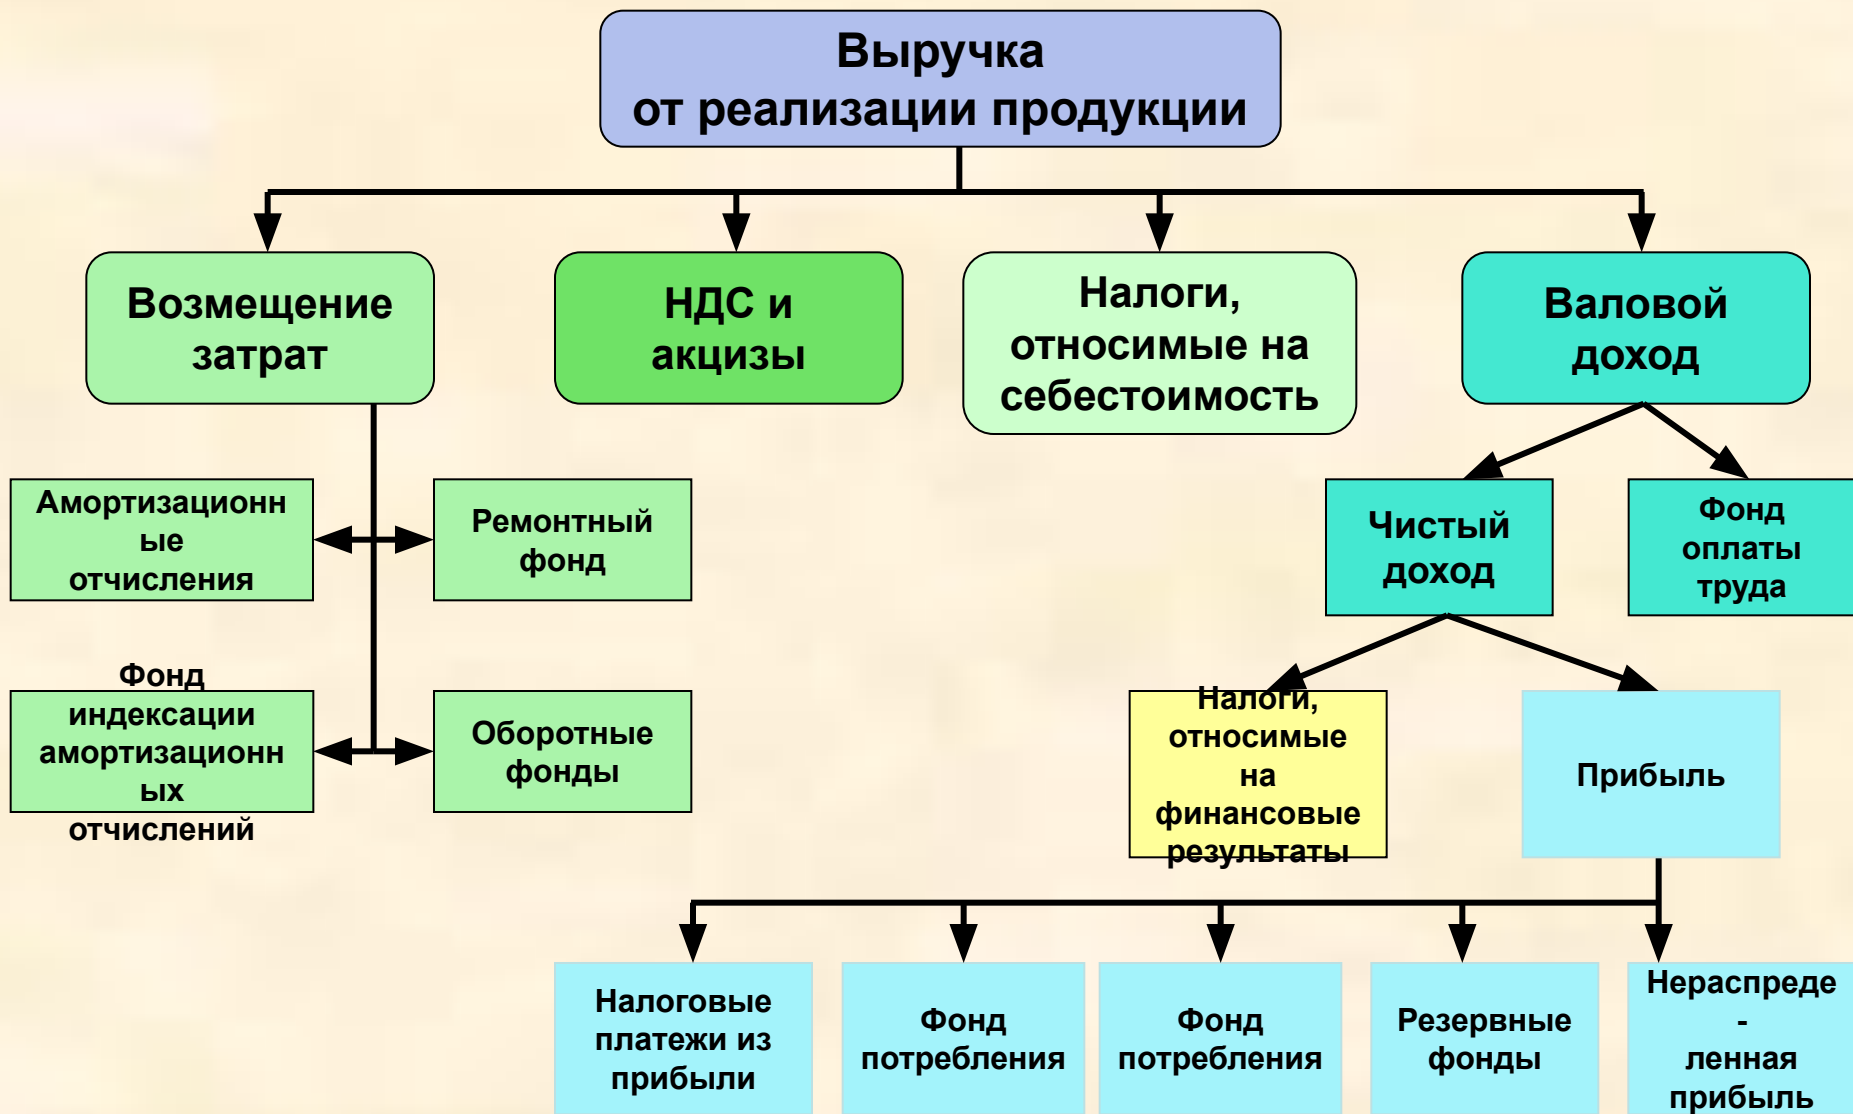 Выручка
от реализации продукции
Возмещение
затрат
НДС и
акцизы
Налоги,
относимые на
себестоимость
Валовой
доход
Амортизационн
ые
отчисления
Ремонтный
фонд
Чистый
доход
Фонд
оплаты
труда
Фонд
индексации
амортизационн
ых
отчислений
Оборотные
фонды
Налоги,
относимые
на
финансовые
результаты
Прибыль
Налоговые
платежи из
прибыли
Фонд
потребления
Фонд
потребления
Резервные
фонды
Нераспреде
-
ленная
прибыль